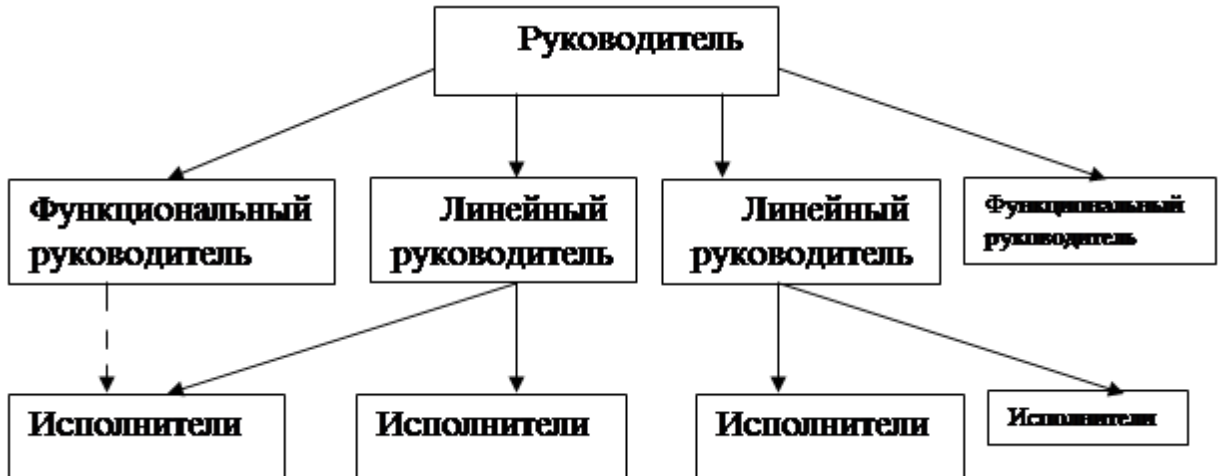 Руководитель
Функциональный
руководитель
Линейный
руководитель
Линейный
руководитель
Функциональный
руководитель
Исполнители
Исполнители
Исполнители
Исполнители